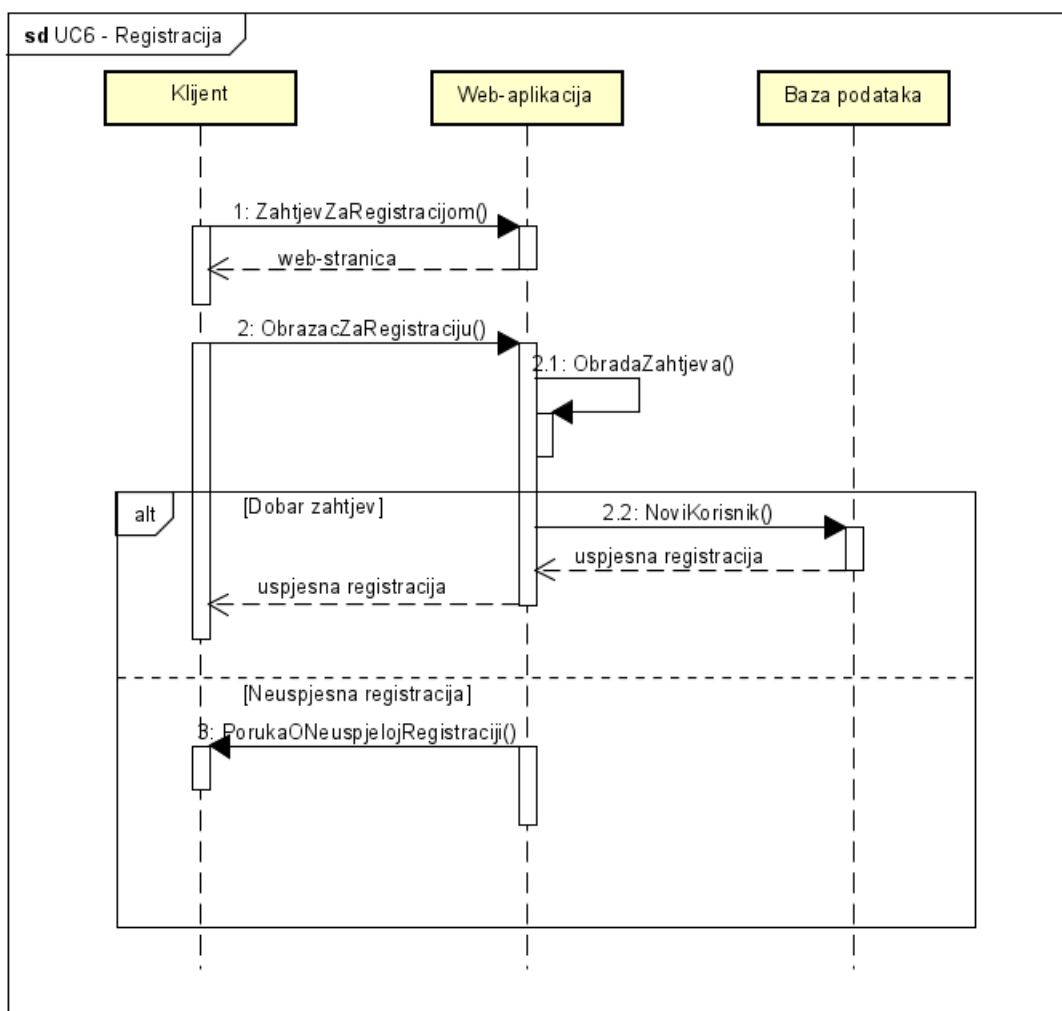 sd UC6 - Registracija
Klijent
Web-aplikacija
Baza podataka
1: ZahtjevZaRegistracijom()
web-stranica
2: ObrazacZaRegistraciju()
2.1: ObradaZahtjeva()
alt
[Dobar zahtjev]
2.2: NoviKorisnik()
uspjesna registracija
uspjesna registracija
[Neuspjesna registracija]
3: PorukaONeuspjelojRegistraciji()